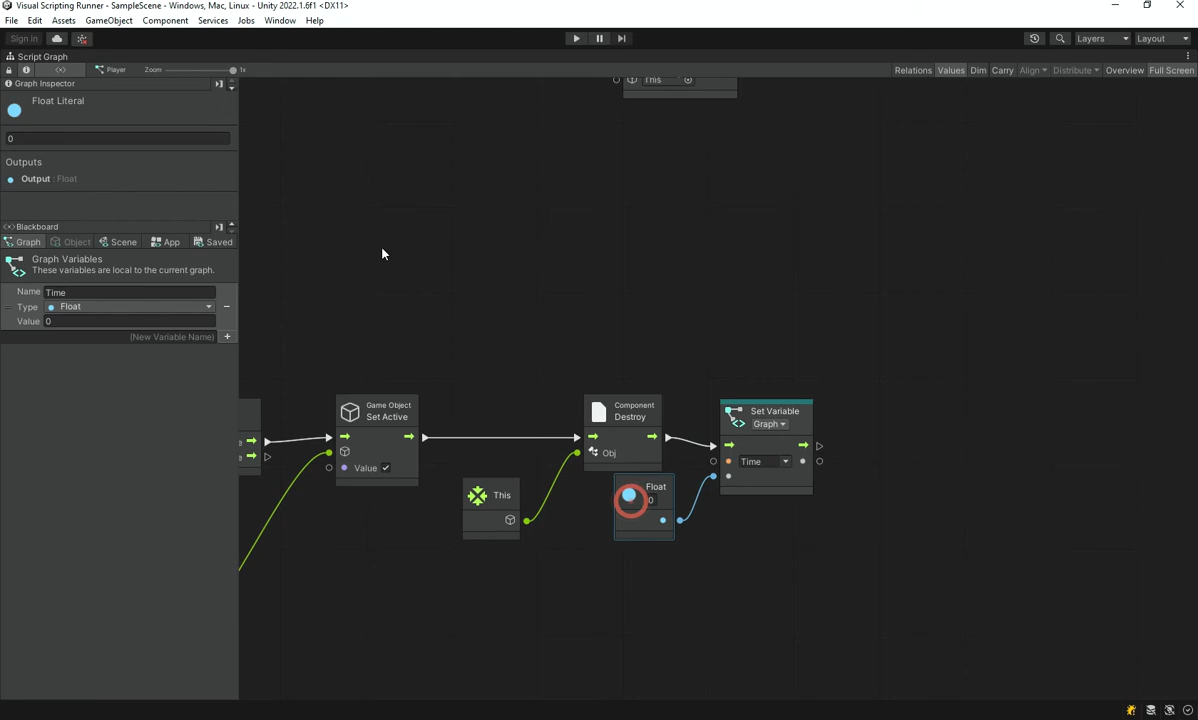 Visual Scripting Runner - SampleScene - Windows, Mac, Linux - Unity 2022.1.6f1 <DX11>
File Edit Assets GameObject Component Services Jobs Window Help
Sign in Layers Layout
Script Graph
Player Zoom 1x Relations Values Dim Carry Align Distribute Overview Full Screen
Graph Inspector
Float Literal
0
Outputs
Output : Float
Blackboard
Graph Object Scene App Saved
Graph Variables
These variables are local to the current graph.
Name Time
Type Float
Value 0
(New Variable Name)
This
Game Object
Set Active
Value
This
Component
Destroy
Obj
Float
0
Set Variable
Graph
Time